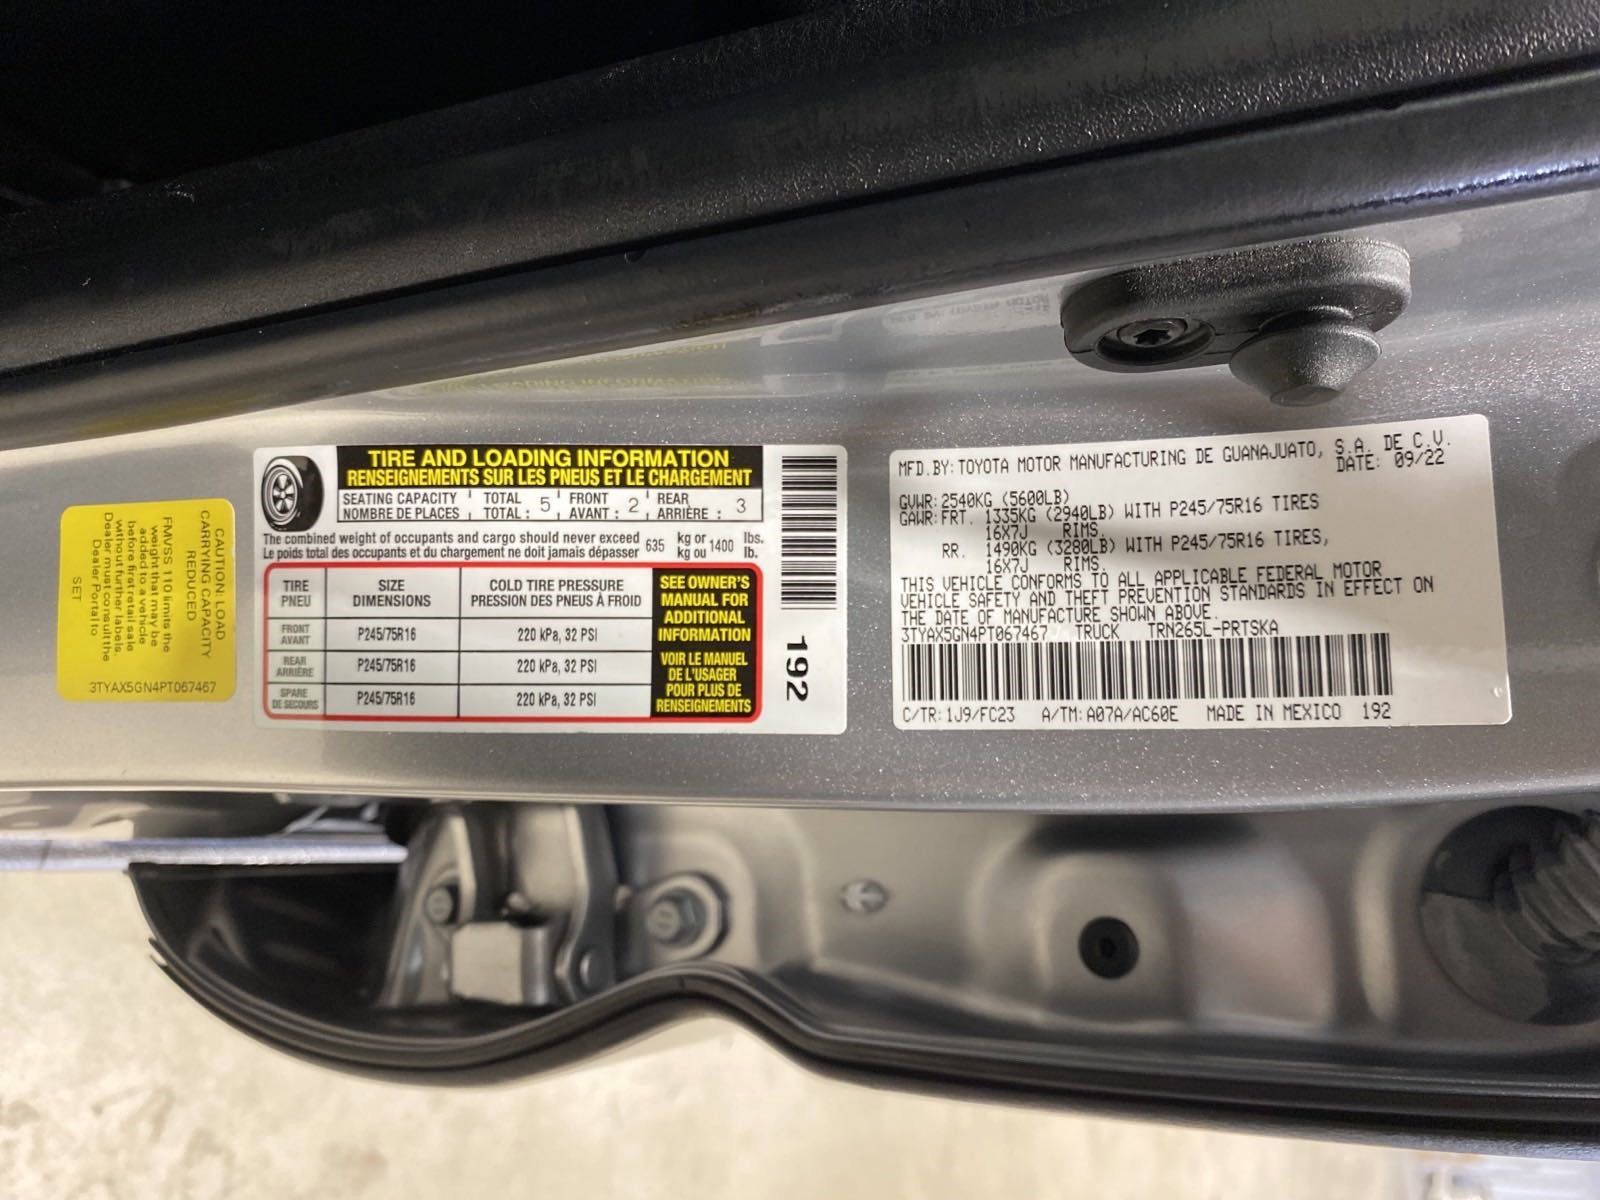 CAUTION: LOAD
CARRYING CAPACITY
REDUCED
FMVSS 110 limits the
weight that may be
added to a vehicle
before first retail sale
without further labels.
Dealer must consult the
Dealer Portal to
SET
3TYAX5GN4PT067467
TIRE AND LOADING INFORMATION
RENSEIGNEMENTS SUR LES PNEUS ET LE CHARGEMENT
SEATING CAPACITY TOTAL 5 FRONT 2 REAR 3
NOMBRE DE PLACES TOTAL : AVANT : ARRIÈRE :
The combined weight of occupants and cargo should never exceed 635 kg or 1400 lbs.
Le poids total des occupants et du chargement ne doit jamais dépasser kg ou lb.
TIRE SIZE COLD TIRE PRESSURE
PNEU DIMENSIONS PRESSION DES PNEUS À FROID
FRONT
AVANT P245/75R16 220 kPa, 32 PSI
REAR
ARRIÈRE P245/75R16 220 kPa, 32 PSI
SPARE
DE SECOURS P245/75R16 220 kPa, 32 PSI
SEE OWNER'S
MANUAL FOR
ADDITIONAL
INFORMATION
VOIR LE MANUEL
DE L'USAGER
POUR PLUS DE
RENSEIGNEMENTS
192
MFD.BY: TOYOTA MOTOR MANUFACTURING DE GUANAJUATO, S.A. DE C.V.
DATE: 09/22
GVWR: 2540KG (5600LB)
GAWR: FRT. 1335KG (2940LB) WITH P245/75R16 TIRES
16X7J RIMS.
RR. 1490KG (3280LB) WITH P245/75R16 TIRES,
16X7J RIMS.
THIS VEHICLE CONFORMS TO ALL APPLICABLE FEDERAL MOTOR
VEHICLE SAFETY AND THEFT PREVENTION STANDARDS IN EFFECT ON
THE DATE OF MANUFACTURE SHOWN ABOVE.
3TYAX5GN4PT067467 TRUCK TRN265L-PRTSKA
C/TR: 1J9/FC23 A/TM: A07A/AC60E MADE IN MEXICO 192